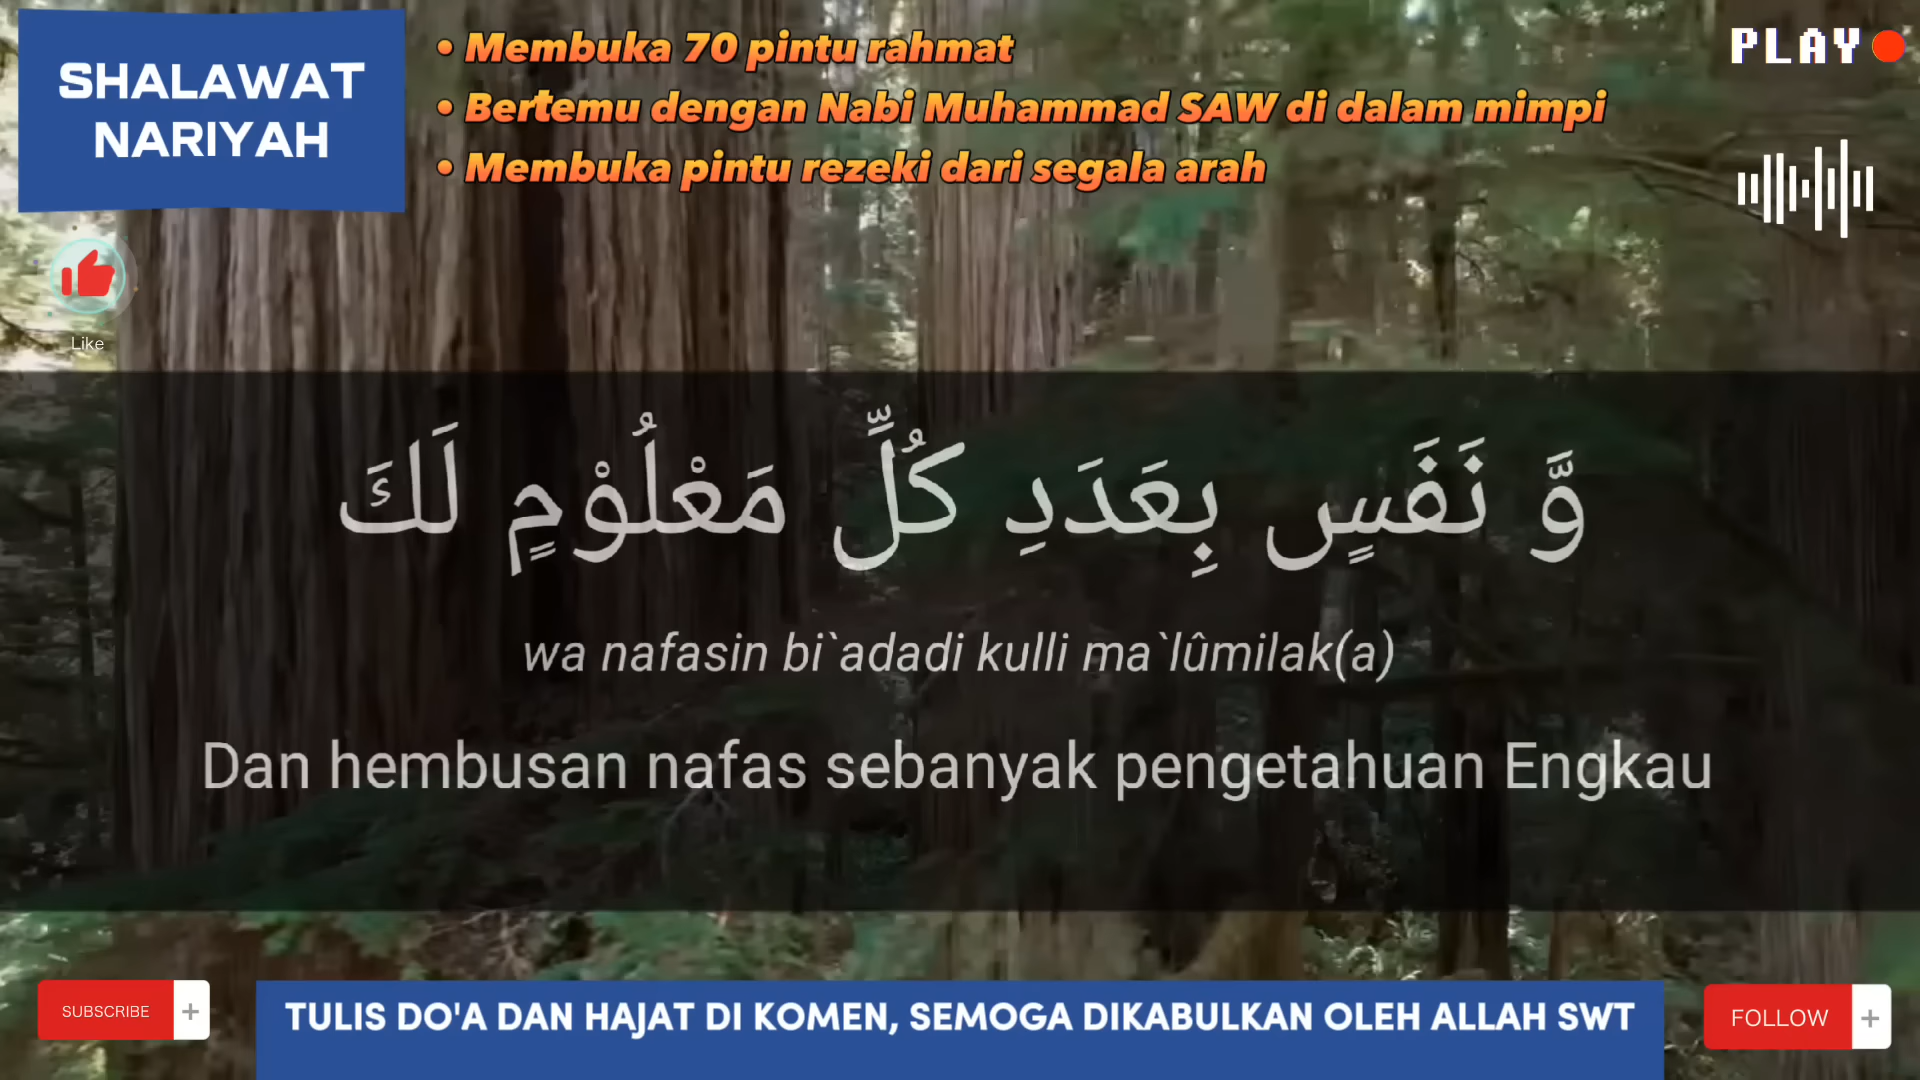 SHALAWAT
NARIYAH
• Membuka 70 pintu rahmat
• Bertemu dengan Nabi Muhammad SAW di dalam mimpi
• Membuka pintu rezeki dari segala arah
PLAY
Like
وَّ نَفَسٍ بِعَدَدِ كُلِّ مَعْلُوْمٍ لَكَ
wa nafasin bi`adadi kulli ma`lûmilak(a)
Dan hembusan nafas sebanyak pengetahuan Engkau
SUBSCRIBE +
TULIS DO'A DAN HAJAT DI KOMEN, SEMOGA DIKABULKAN OLEH ALLAH SWT
FOLLOW +